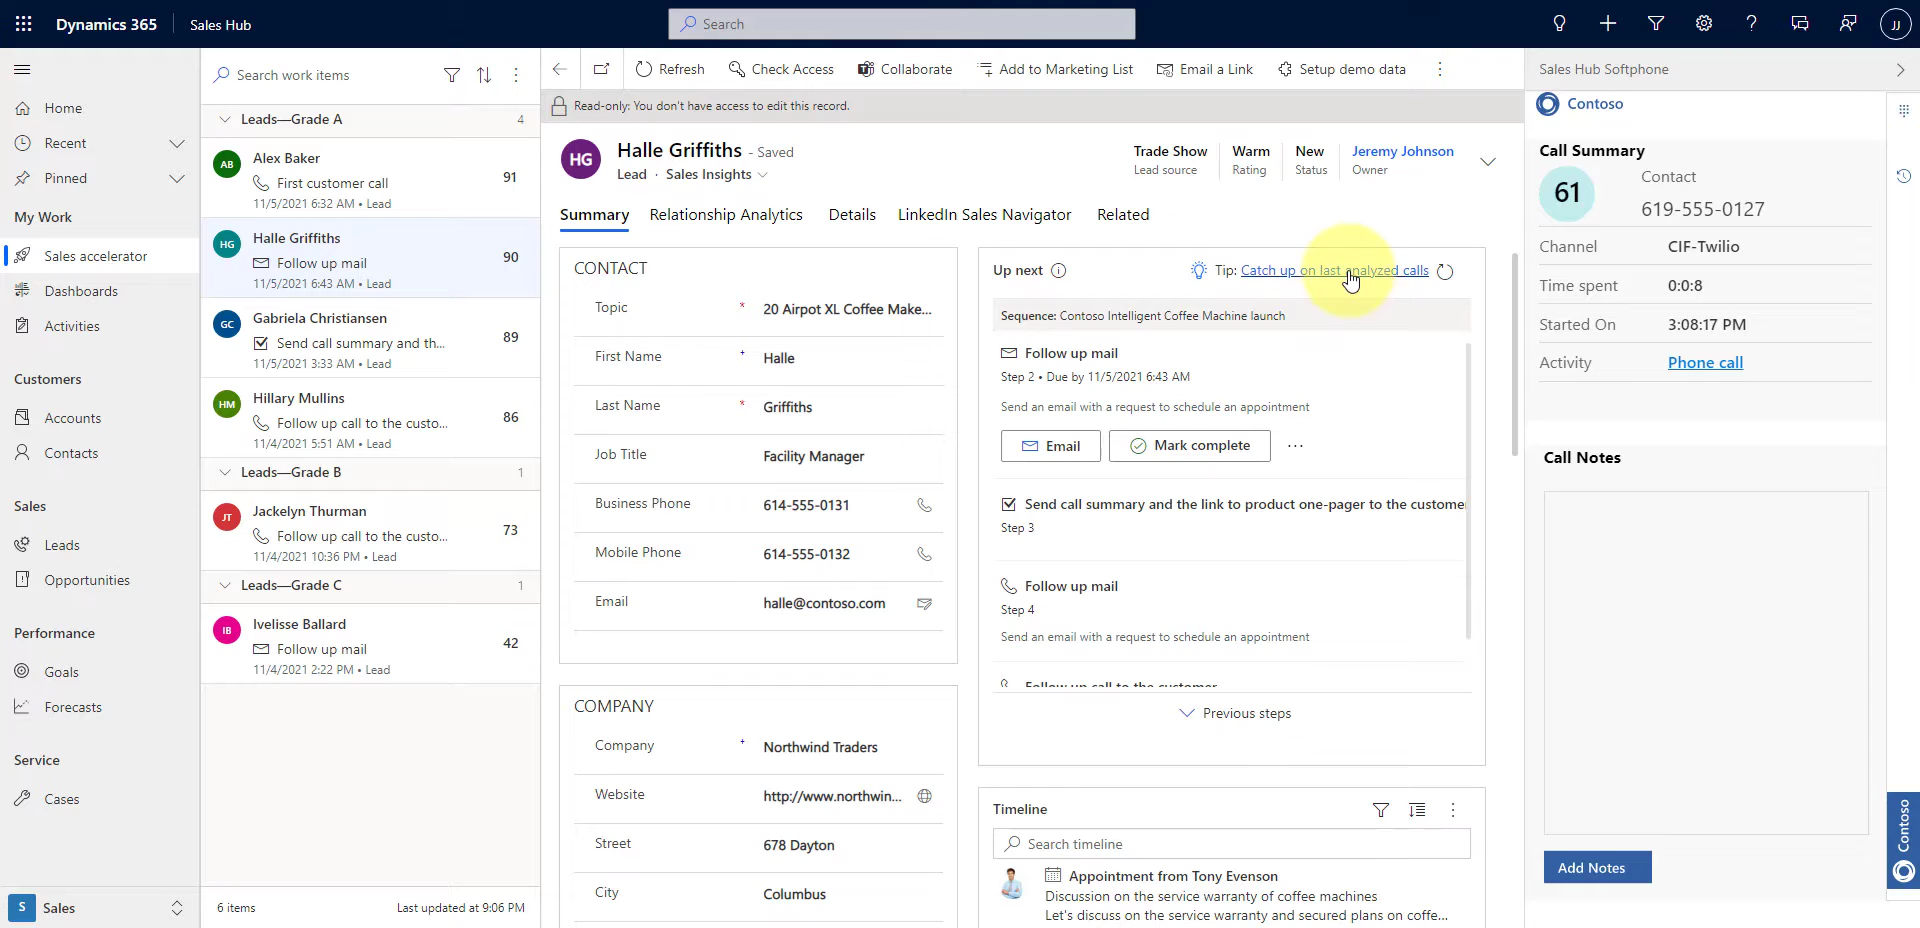 Dynamics 365
Sales Hub
Search
JJ
Home
Recent
Pinned
My Work
Sales accelerator
Dashboards
Activities
Customers
Accounts
Contacts
Sales
Leads
Opportunities
Performance
Goals
Forecasts
Service
Cases
S Sales
Search work items
Leads—Grade A 4
AB Alex Baker
First customer call 91
11/5/2021 6:32 AM • Lead
HG Halle Griffiths
Follow up mail 90
11/5/2021 6:43 AM • Lead
GC Gabriela Christiansen
Send call summary and th... 89
11/5/2021 3:33 AM • Lead
HM Hillary Mullins
Follow up call to the custo... 86
11/4/2021 5:51 AM • Lead
Leads—Grade B 1
JT Jackelyn Thurman
Follow up call to the custo... 73
11/4/2021 10:36 PM • Lead
Leads—Grade C 1
IB Ivelisse Ballard
Follow up mail 42
11/4/2021 2:22 PM • Lead
6 items Last updated at 9:06 PM
Refresh Check Access Collaborate Add to Marketing List Email a Link Setup demo data
Read-only: You don't have access to edit this record.
HG
Halle Griffiths - Saved
Lead · Sales Insights
Trade Show
Lead source
Warm
Rating
New
Status
Jeremy Johnson
Owner
Summary Relationship Analytics Details LinkedIn Sales Navigator Related
CONTACT
Topic * 20 Airpot XL Coffee Make...
First Name + Halle
Last Name * Griffiths
Job Title Facility Manager
Business Phone 614-555-0131
Mobile Phone 614-555-0132
Email halle@contoso.com
COMPANY
Company + Northwind Traders
Website http://www.northwin...
Street 678 Dayton
City Columbus
Up next Tip: Catch up on last analyzed calls
Sequence: Contoso Intelligent Coffee Machine launch
Follow up mail
Step 2 • Due by 11/5/2021 6:43 AM
Send an email with a request to schedule an appointment
Email Mark complete ...
Send call summary and the link to product one-pager to the custome
Step 3
Follow up mail
Step 4
Send an email with a request to schedule an appointment
Follow up call to the customer
Previous steps
Timeline
Search timeline
Appointment from Tony Evenson
Discussion on the service warranty of coffee machines
Let's discuss on the service warranty and secured plans on coffe...
Sales Hub Softphone
Contoso
Call Summary
61
Contact
619-555-0127
Channel CIF-Twilio
Time spent 0:0:8
Started On 3:08:17 PM
Activity Phone call
Call Notes
Add Notes
Contoso